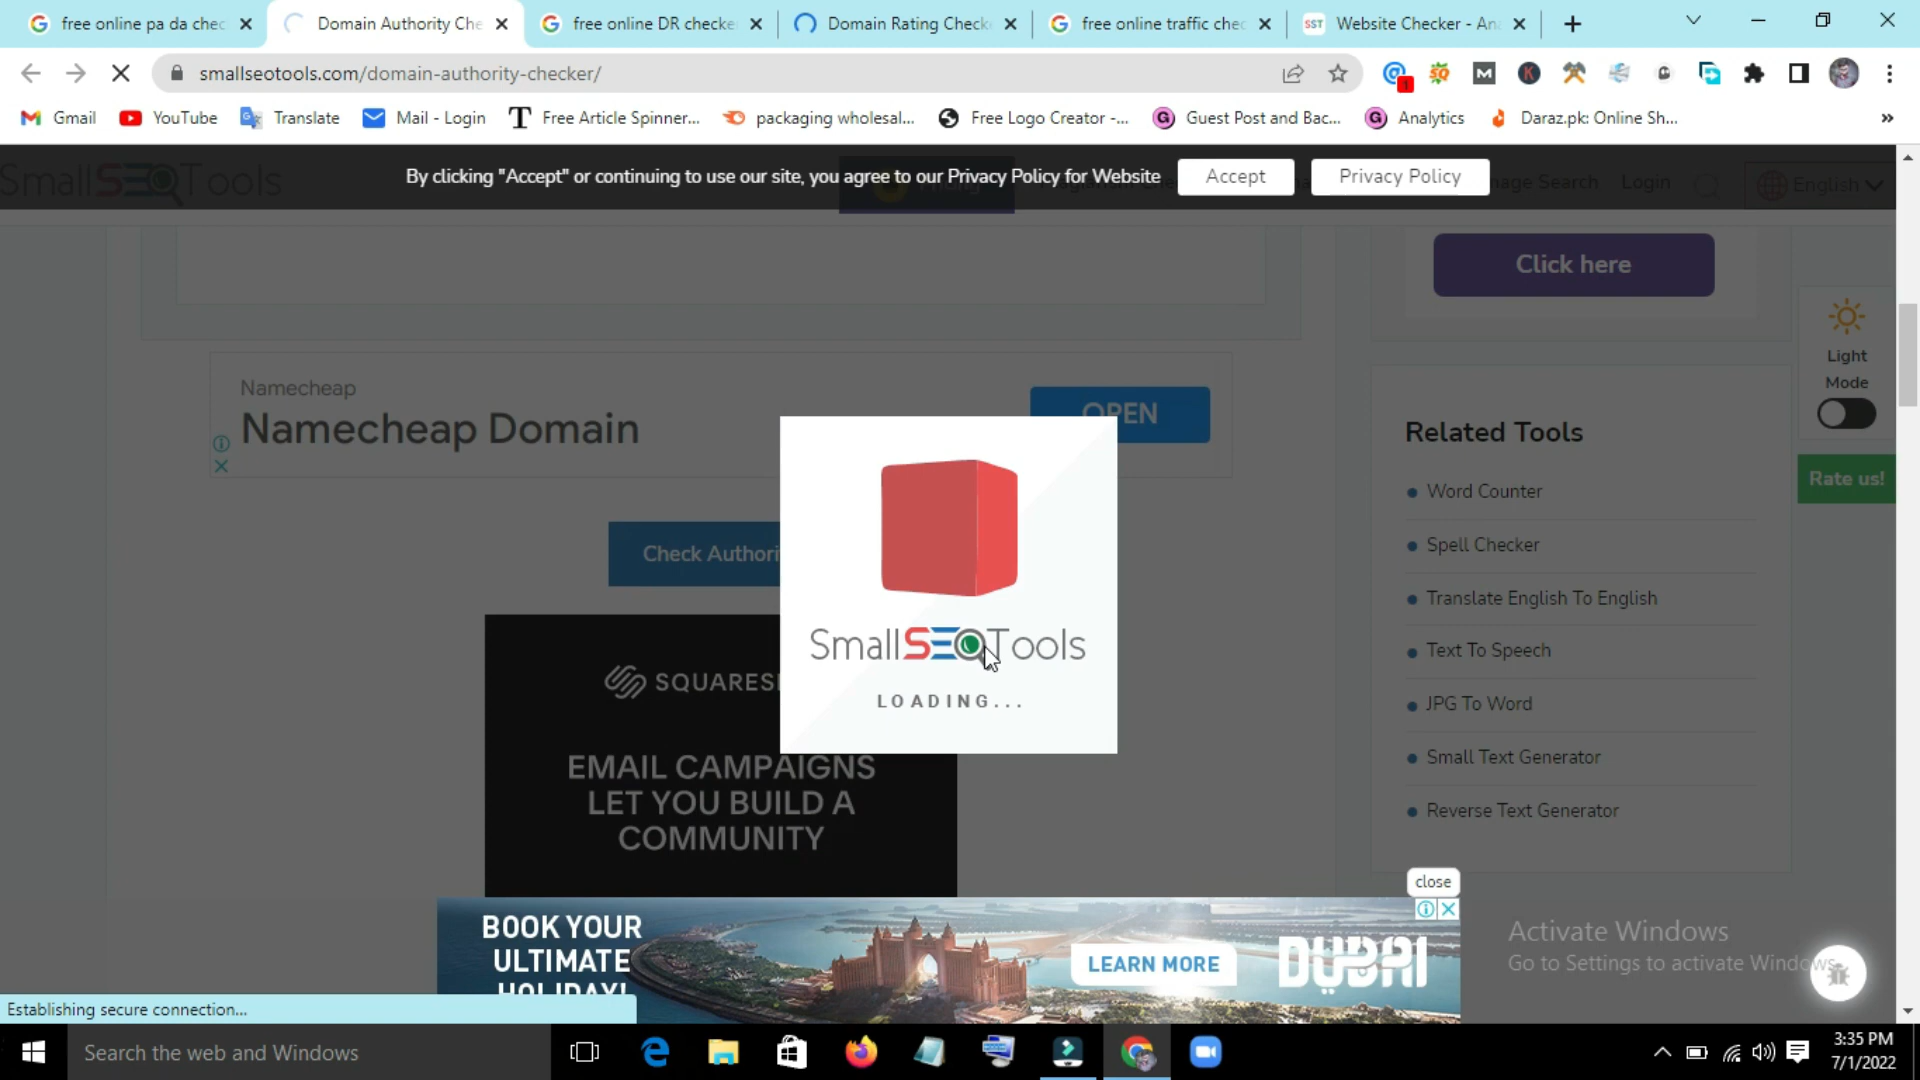 free online pa da chec
Domain Authority Che
free online DR checke
Domain Rating Check
free online traffic chec
SST Website Checker - Ana
smallseotools.com/domain-authority-checker/
1
Gmail
YouTube
Translate
Mail - Login
Free Article Spinner...
packaging wholesal...
Free Logo Creator -...
Guest Post and Bac...
Analytics
Daraz.pk: Online Sh...
SmallSEOTools
By clicking "Accept" or continuing to use our site, you agree to our Privacy Policy for Website
Accept
Privacy Policy
Login
English
Click here
Light
Mode
Namecheap
Namecheap Domain
OPEN
Related Tools
Word Counter
Spell Checker
Translate English To English
Text To Speech
JPG To Word
Small Text Generator
Reverse Text Generator
Rate us!
Check Authori
SmallSEOTools
LOADING...
SQUARES
EMAIL CAMPAIGNS
LET YOU BUILD A
COMMUNITY
close
BOOK YOUR
ULTIMATE
HOLIDAY!
LEARN MORE
DUBAI
Activate Windows
Go to Settings to activate Windows.
Establishing secure connection...
Search the web and Windows
3:35 PM
7/1/2022